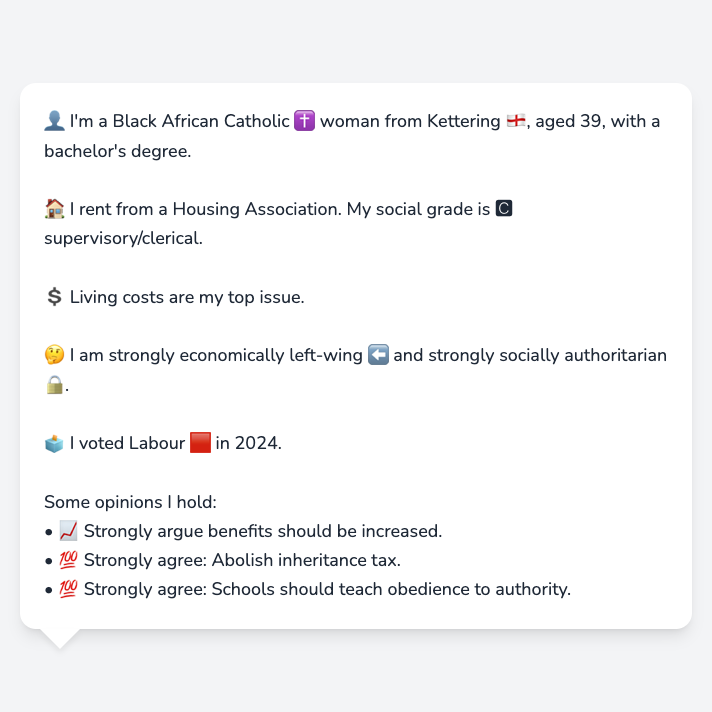 👤 I'm a Black African Catholic ✝️ woman from Kettering 🏴󠁧󠁢󠁥󠁮󠁧󠁿, aged 39, with a
bachelor's degree.
🏠 I rent from a Housing Association. My social grade is 🅲
supervisory/clerical.
💲 Living costs are my top issue.
🤔 I am strongly economically left-wing ⬅️ and strongly socially authoritarian
🔒.
🗳️ I voted Labour 🟥 in 2024.
Some opinions I hold:
• 📈 Strongly argue benefits should be increased.
• 💯 Strongly agree: Abolish inheritance tax.
• 💯 Strongly agree: Schools should teach obedience to authority.